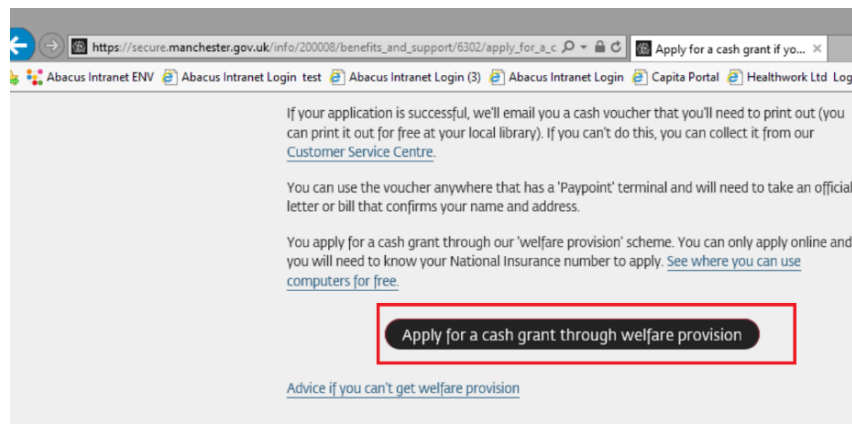 https://secure.manchester.gov.uk/info/200008/benefits_and_support/6302/apply_for_a_c
Apply for a cash grant if yo...
Abacus Intranet ENV Abacus Intranet Login test Abacus Intranet Login (3) Abacus Intranet Login Capita Portal Healthwork Ltd Log
If your application is successful, we'll email you a cash voucher that you'll need to print out (you
can print it out for free at your local library). If you can't do this, you can collect it from our
Customer Service Centre.
You can use the voucher anywhere that has a 'Paypoint' terminal and will need to take an official
letter or bill that confirms your name and address.
You apply for a cash grant through our 'welfare provision' scheme. You can only apply online and
you will need to know your National Insurance number to apply. See where you can use
computers for free.
Apply for a cash grant through welfare provision
Advice if you can't get welfare provision